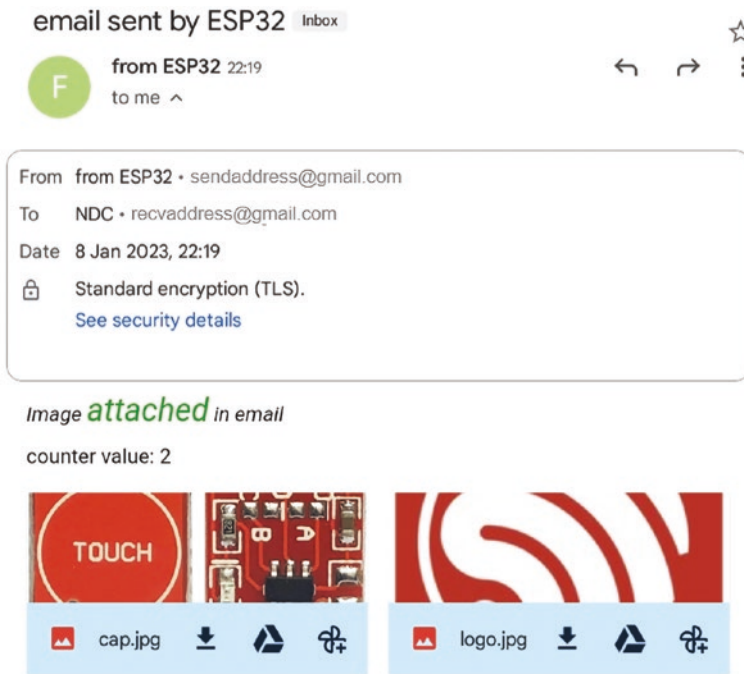 email sent by ESP32 Inbox
F
from ESP32 22:19
to me
From from ESP32 • sendaddress@gmail.com
To NDC • recvaddress@gmail.com
Date 8 Jan 2023, 22:19
Standard encryption (TLS).
See security details
Image attached in email
counter value: 2
TOUCH
B A
cap.jpg
logo.jpg